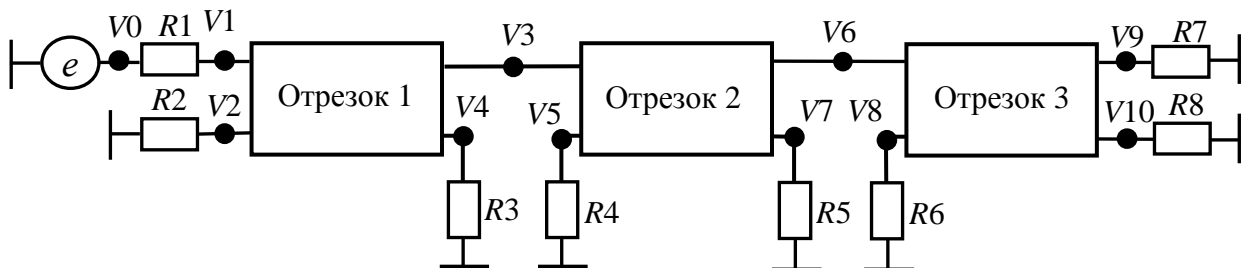 V0
R1
V1
V3
V6
V9
R7
e
Отрезок 1
Отрезок 2
Отрезок 3
R2
V2
V4
V5
V7
V8
V10
R8
R3
R4
R5
R6